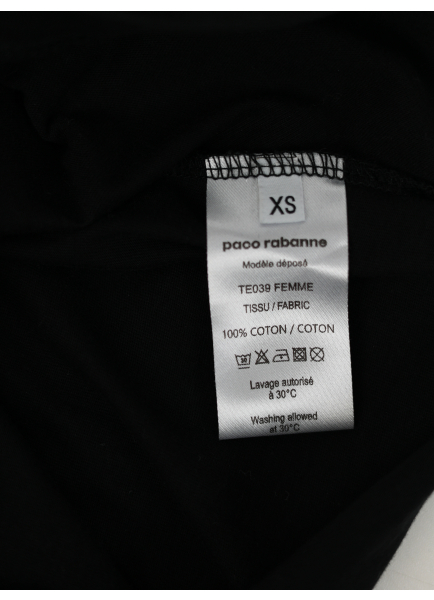 XS
paco rabanne
Modèle déposé
TE039 FEMME
TISSU / FABRIC
100% COTON / COTON
30
Lavage autorisé
à 30°C
Washing allowed
at 30°C